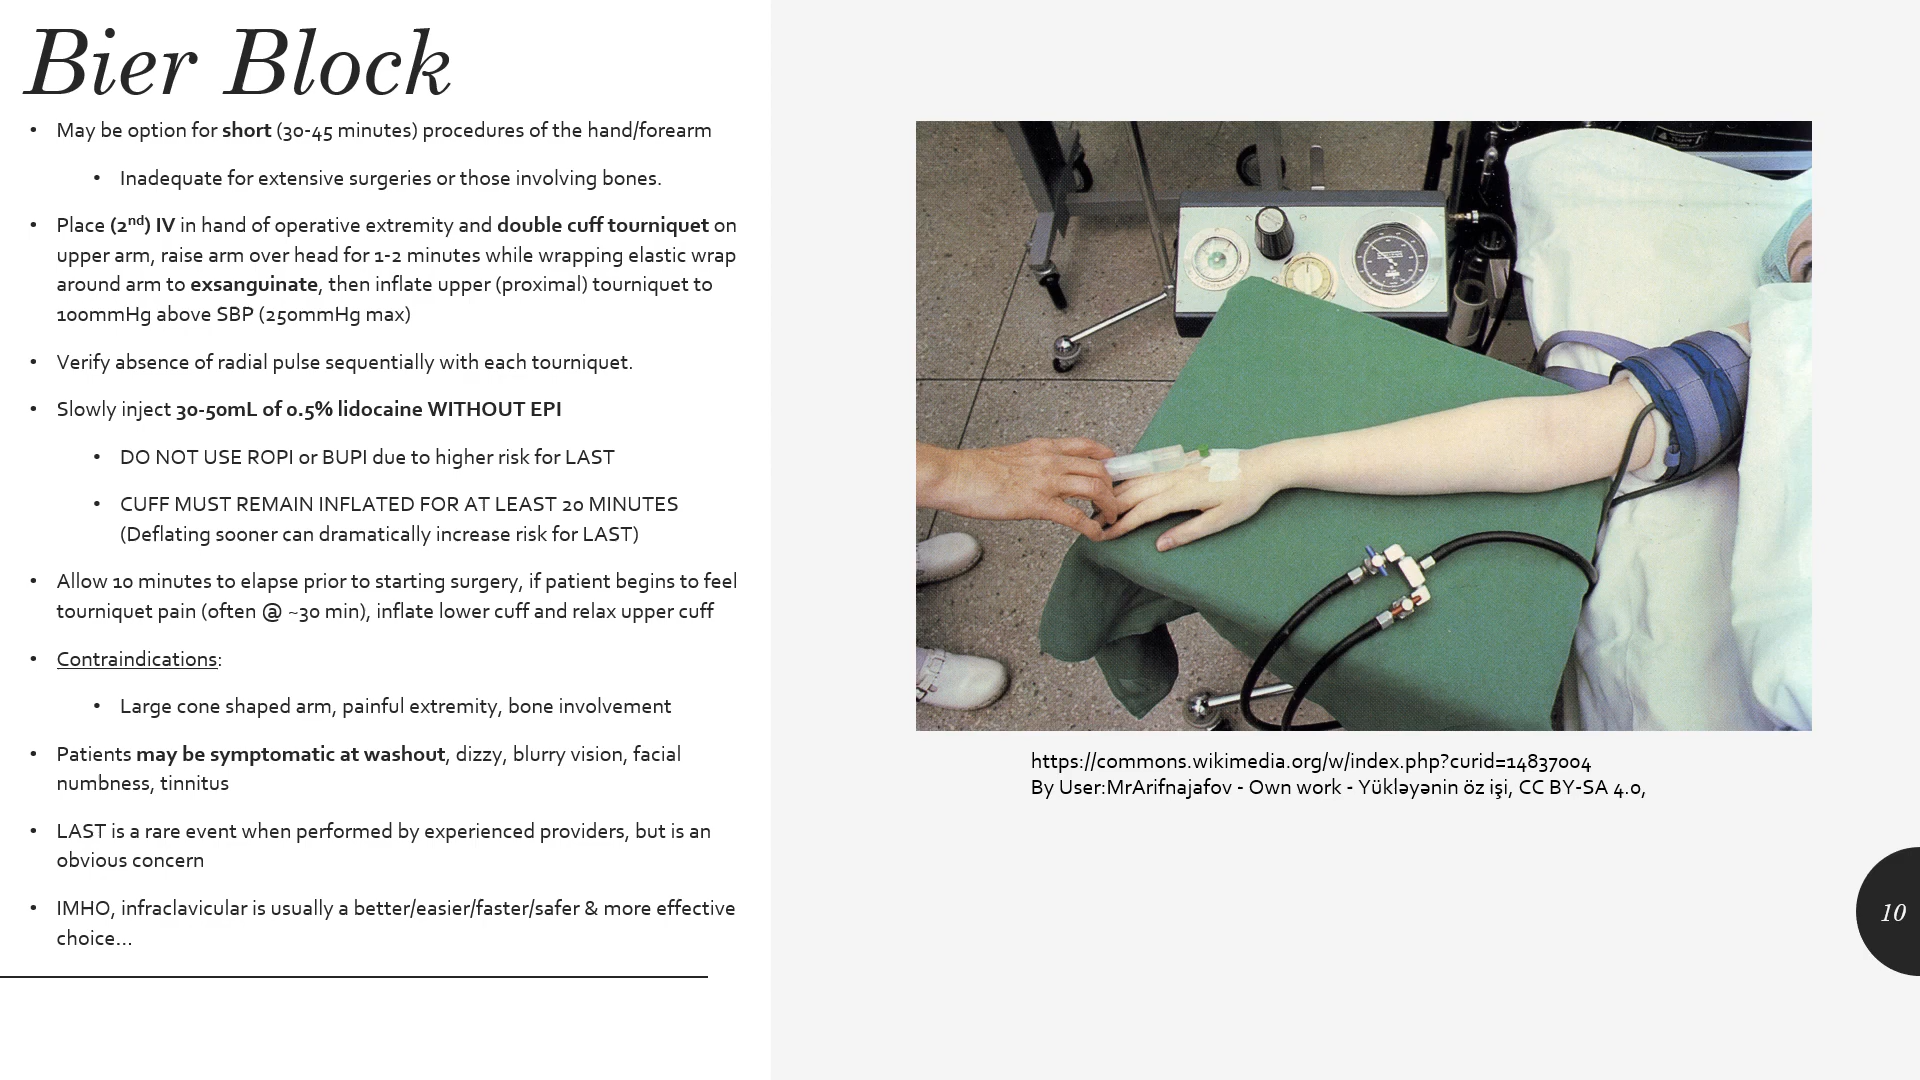 Bier Block
• May be option for short (30-45 minutes) procedures of the hand/forearm
• Inadequate for extensive surgeries or those involving bones.
• Place (2nd) IV in hand of operative extremity and double cuff tourniquet on
upper arm, raise arm over head for 1-2 minutes while wrapping elastic wrap
around arm to exsanguinate, then inflate upper (proximal) tourniquet to
100mmHg above SBP (250mmHg max)
• Verify absence of radial pulse sequentially with each tourniquet.
• Slowly inject 30-50mL of 0.5% lidocaine WITHOUT EPI
• DO NOT USE ROPI or BUPI due to higher risk for LAST
• CUFF MUST REMAIN INFLATED FOR AT LEAST 20 MINUTES
(Deflating sooner can dramatically increase risk for LAST)
• Allow 10 minutes to elapse prior to starting surgery, if patient begins to feel
tourniquet pain (often @ ~30 min), inflate lower cuff and relax upper cuff
• Contraindications:
• Large cone shaped arm, painful extremity, bone involvement
• Patients may be symptomatic at washout, dizzy, blurry vision, facial
numbness, tinnitus
• LAST is a rare event when performed by experienced providers, but is an
obvious concern
• IMHO, infraclavicular is usually a better/easier/faster/safer & more effective
choice...
https://commons.wikimedia.org/w/index.php?curid=14837004
By User:MrArifnajafov - Own work - Yükləyənin öz işi, CC BY-SA 4.0,
10